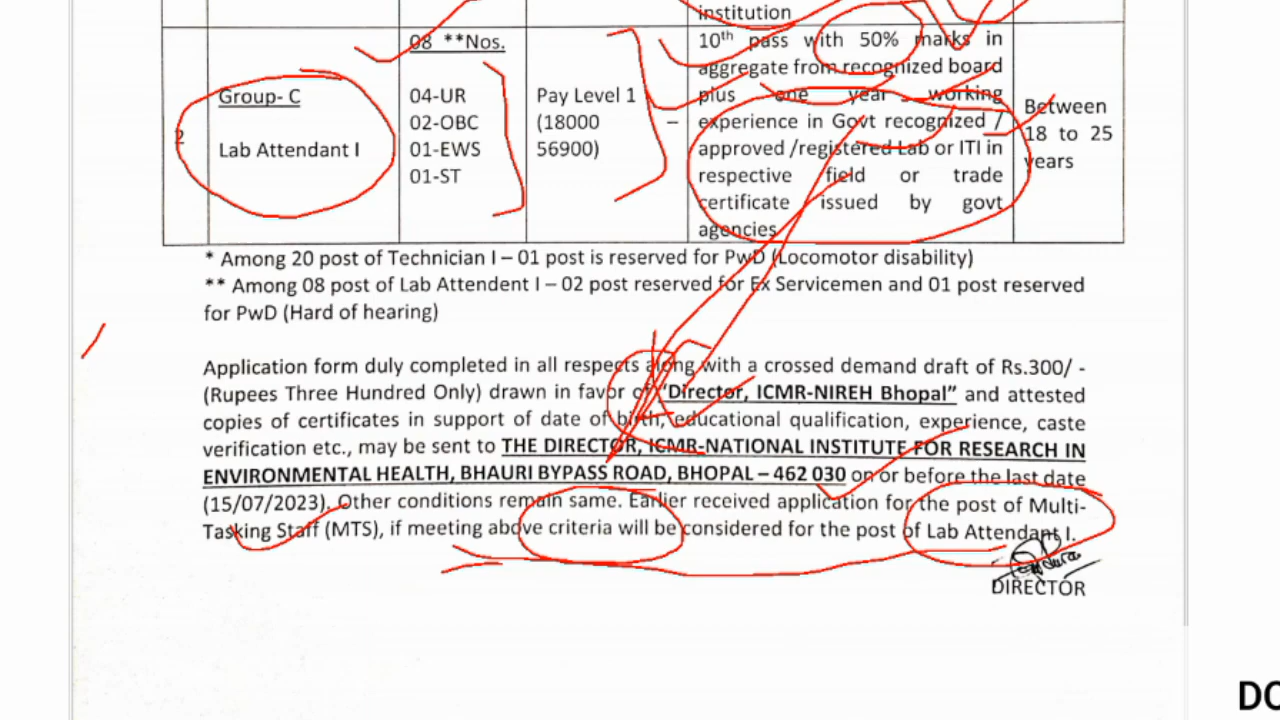 institution
08 **Nos.
10th pass with 50% marks in
aggregate from recognized board
Group- C
04-UR
Pay Level 1
plus one year working
Between
02-OBC
(18000 –
experience in Govt recognized /
18 to 25
2
Lab Attendant I
01-EWS
56900)
approved /registered Lab or ITI in
years
01-ST
respective field or trade
certificate issued by govt
agencies
* Among 20 post of Technician I – 01 post is reserved for PwD (Locomotor disability)
** Among 08 post of Lab Attendent I – 02 post reserved for Ex Servicemen and 01 post reserved
for PwD (Hard of hearing)
Application form duly completed in all respects along with a crossed demand draft of Rs.300/ -
(Rupees Three Hundred Only) drawn in favor of "Director, ICMR-NIREH Bhopal" and attested
copies of certificates in support of date of birth, educational qualification, experience, caste
verification etc., may be sent to THE DIRECTOR, ICMR-NATIONAL INSTITUTE FOR RESEARCH IN
ENVIRONMENTAL HEALTH, BHAURI BYPASS ROAD, BHOPAL – 462 030 on or before the last date
(15/07/2023). Other conditions remain same. Earlier received application for the post of Multi-
Tasking Staff (MTS), if meeting above criteria will be considered for the post of Lab Attendant I.
DIRECTOR